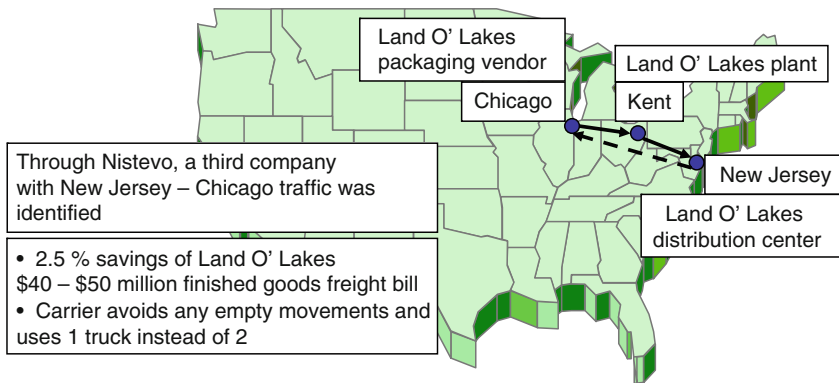 Land O’ Lakes
packaging vendor
Land O’ Lakes plant
Chicago
Kent
Through Nistevo, a third company
with New Jersey – Chicago traffic was
identified
New Jersey
Land O’ Lakes
distribution center
• 2.5 % savings of Land O’ Lakes
$40 – $50 million finished goods freight bill
• Carrier avoids any empty movements and
uses 1 truck instead of 2